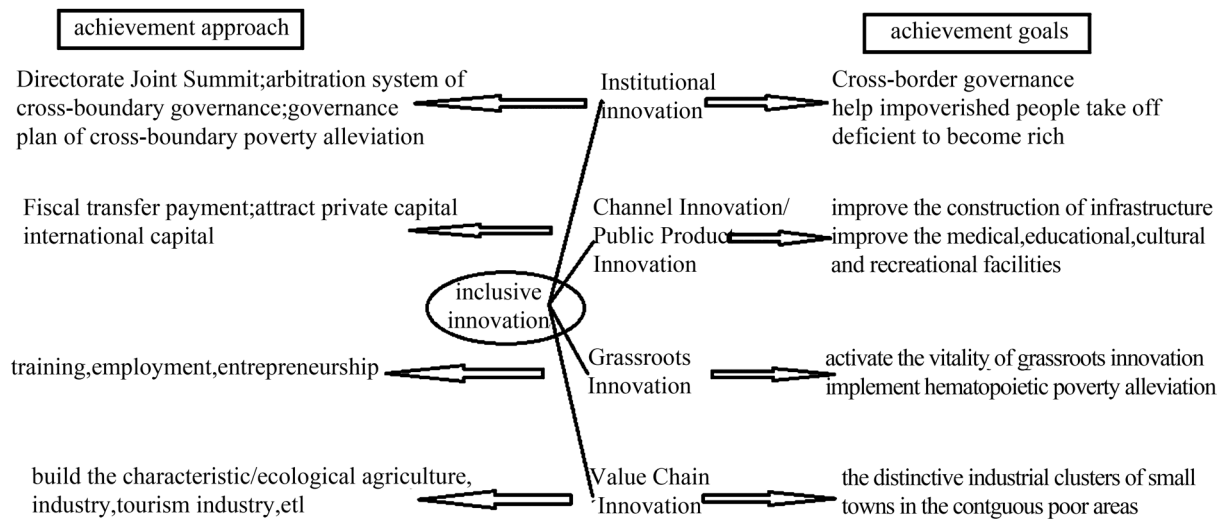 achievement approach
achievement goals
Directorate Joint Summit;arbitration system of
cross-boundary governance;governance
plan of cross-boundary poverty alleviation
Institutional
innovation
Cross-border governance
help impoverished people take off
deficient to become rich
Fiscal transfer payment;attract private capital
international capital
Channel Innovation/
Public Product
Innovation
improve the construction of infrastructure
improve the medical,educational,cultural
and recreational facilities
inclusive
innovation
training,employment,entrepreneurship
Grassroots
Innovation
activate the vitality of grassroots innovation
implement hematopoietic poverty alleviation
build the characteristic/ecological agriculture,
industry,tourism industry,etl
Value Chain
Innovation
the distinctive industrial clusters of small
towns in the contguous poor areas